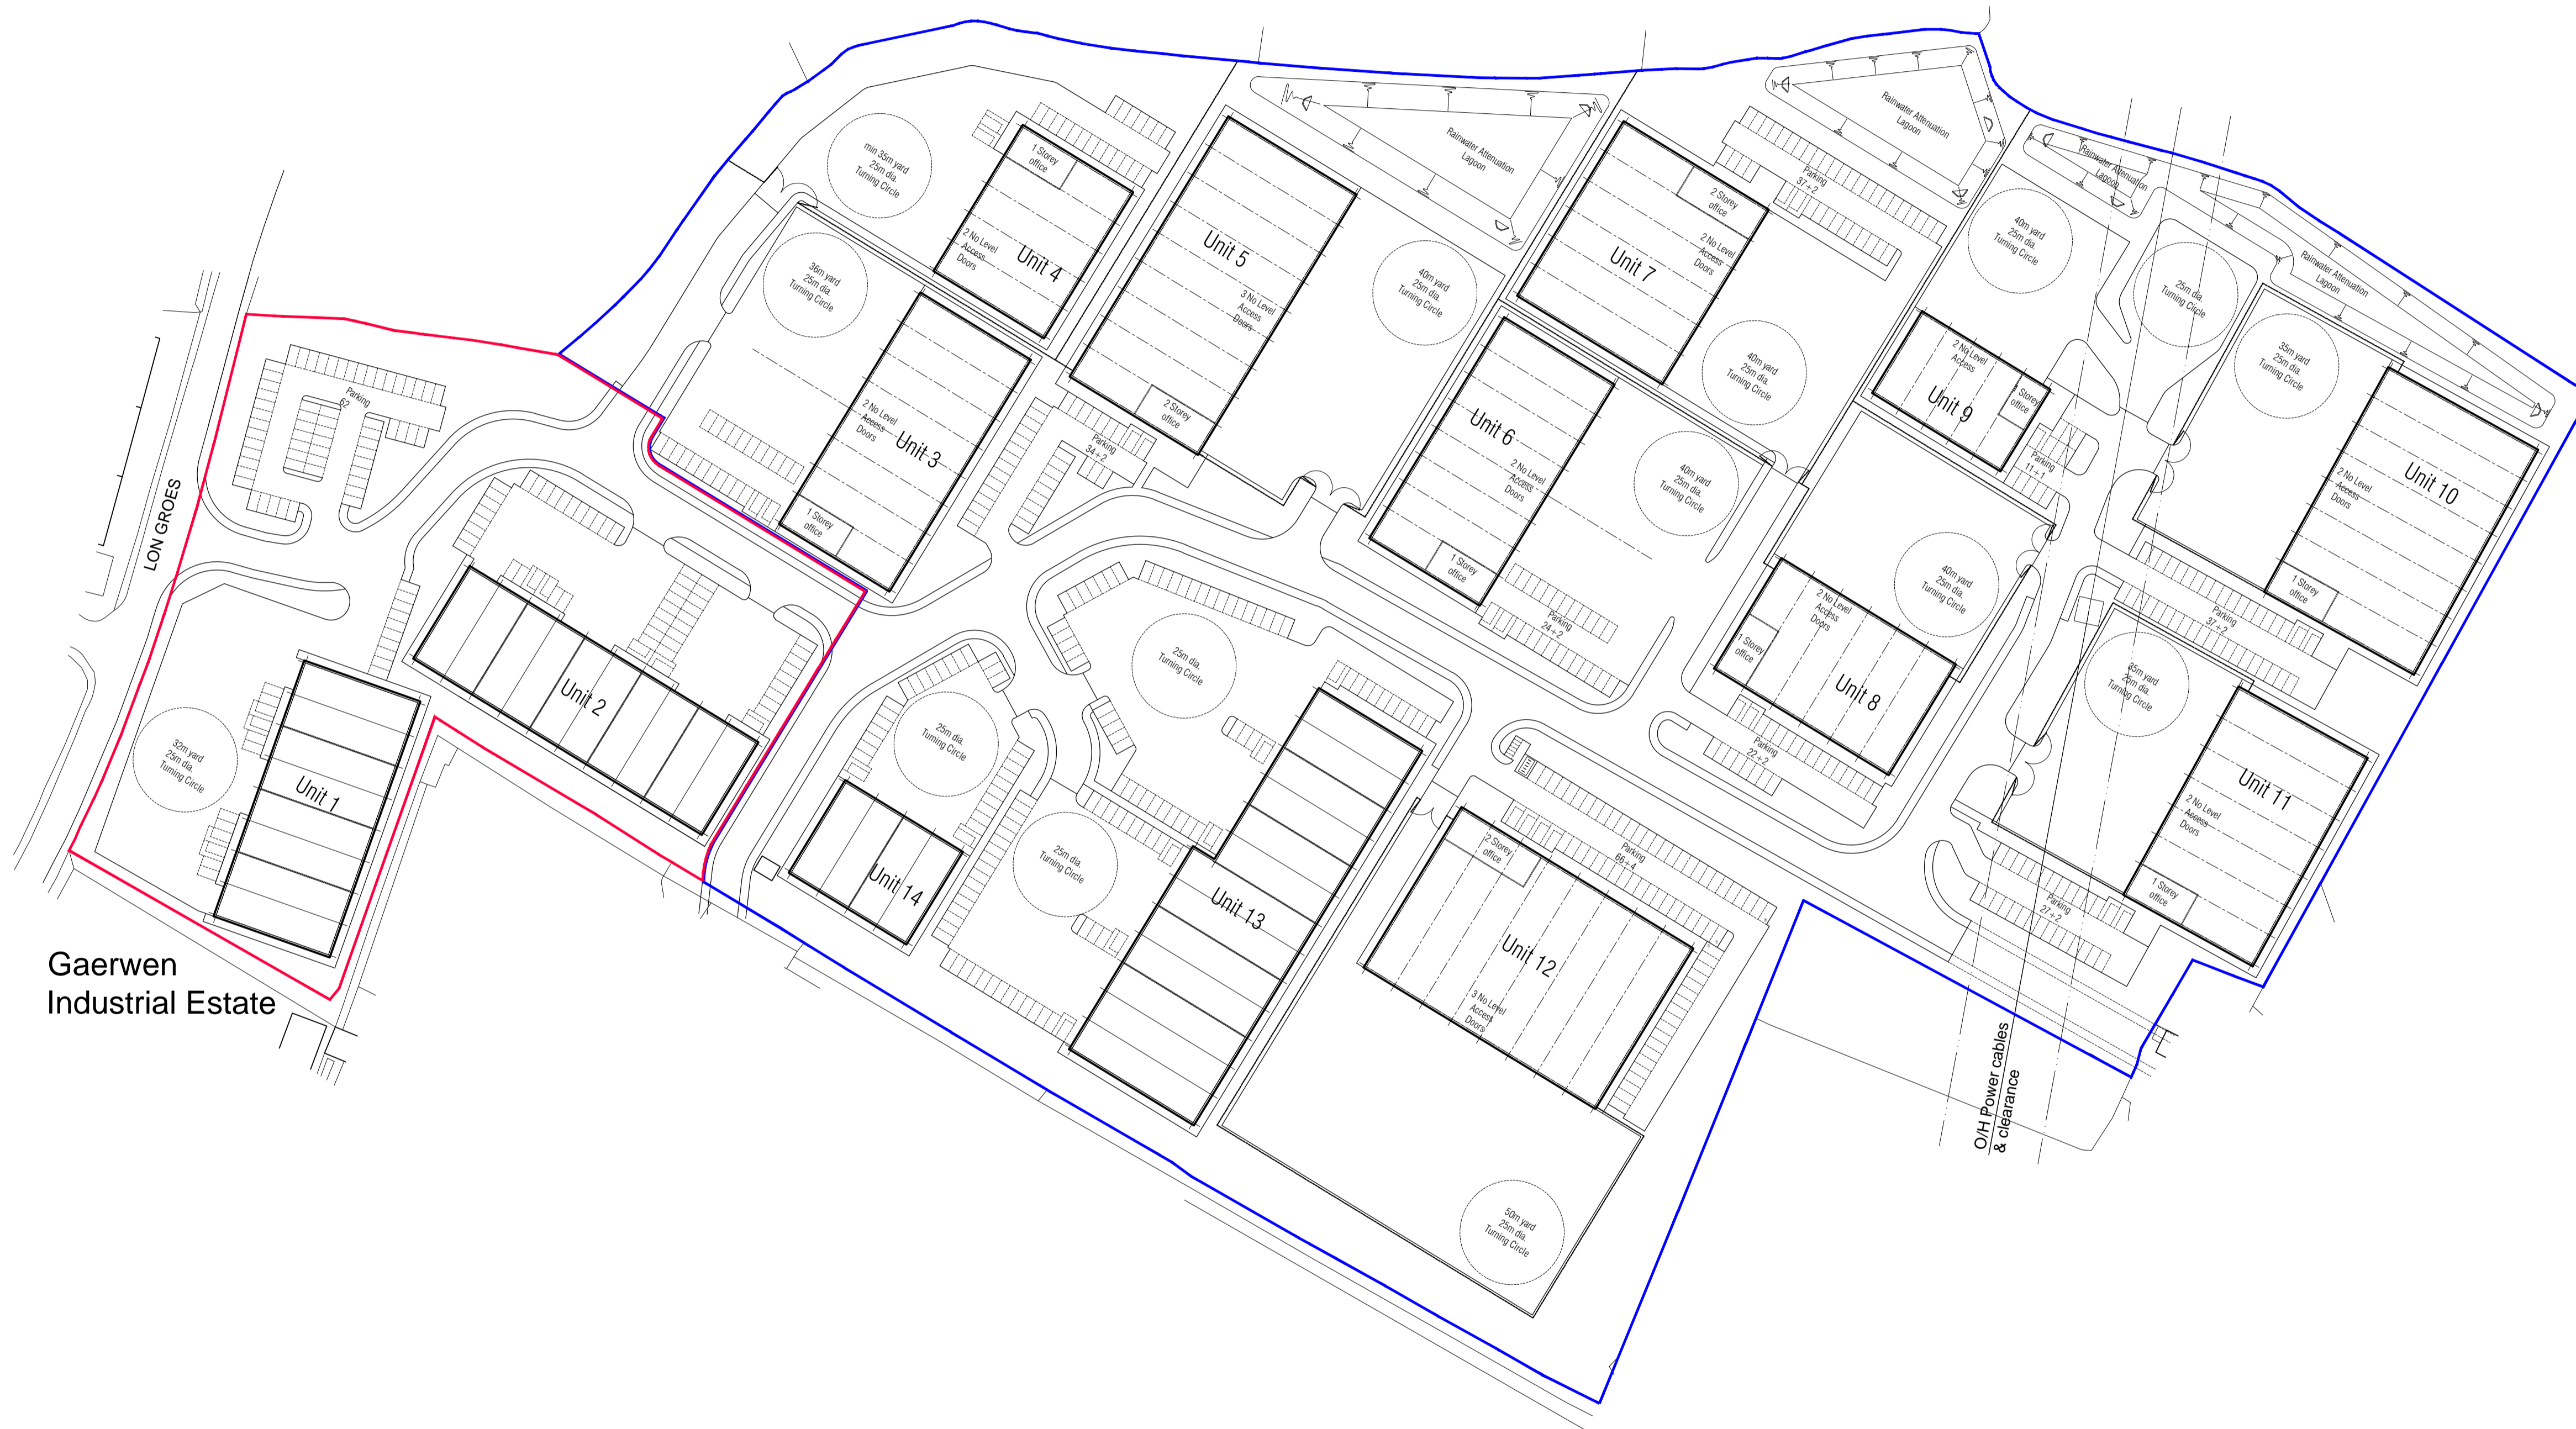 LON GROES
Gaerwen
Industrial Estate
Parking
62
32m yard
25m dia.
Turning Circle
Unit 1
Unit 2
min 35m yard
25m dia.
Turning Circle
1 Storey
office
2 No Level
Access
Doors
Unit 4
36m yard
25m dia.
Turning Circle
2 No Level
Access
Doors
Unit 3
1 Storey
office
Unit 5
3 No Level
Access
Doors
2 Storey
office
Parking
34+2
40m yard
25m dia.
Turning Circle
Rainwater Attenuation
Lagoon
2 Storey
office
2 No Level
Access
Doors
Unit 7
Parking
37+2
Rainwater Attenuation
Lagoon
40m yard
25m dia.
Turning Circle
Unit 6
2 No Level
Access
Doors
1 Storey
office
40m yard
25m dia.
Turning Circle
Parking
24+2
Rainwater Attenuation
Lagoon
40m yard
25m dia.
Turning Circle
2 No Level
Access
Unit 9
2 Storey
office
Parking
11+1
25m dia.
Turning Circle
Rainwater Attenuation
Lagoon
35m yard
25m dia.
Turning Circle
2 No Level
Access
Doors
Unit 10
1 Storey
office
Parking
37+2
40m yard
25m dia.
Turning Circle
2 No Level
Access
Doors
1 Storey
office
Unit 8
Parking
22+2
35m yard
25m dia.
Turning Circle
Unit 11
2 No Level
Access
Doors
1 Storey
office
Parking
27+2
25m dia.
Turning Circle
25m dia.
Turning Circle
Unit 14
25m dia.
Turning Circle
Unit 13
2 Storey
office
Parking
66+4
Unit 12
3 No Level
Access
Doors
50m yard
25m dia.
Turning Circle
O/H Power cables
& clearance